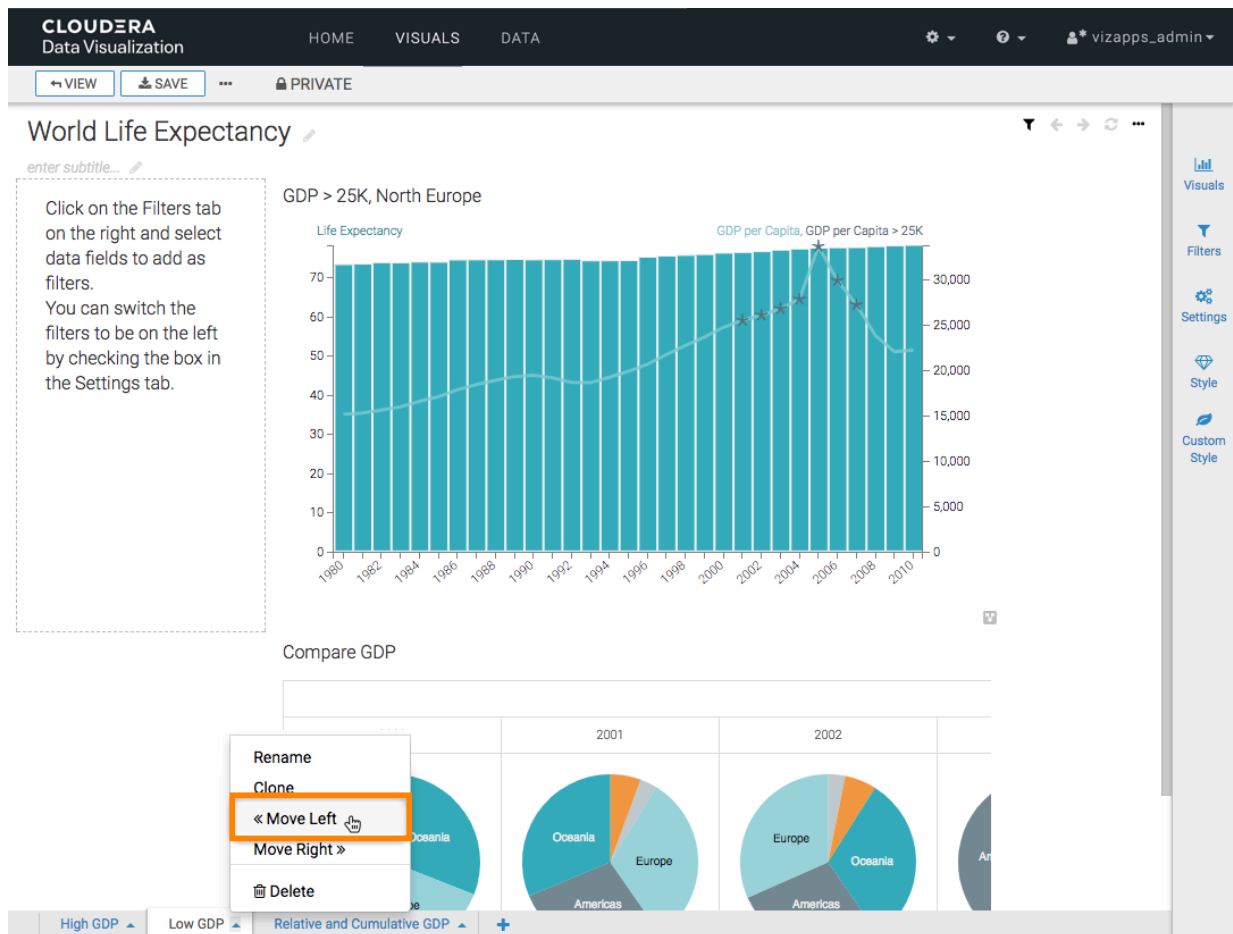 CLOUDERA
Data Visualization
HOME VISUALS DATA
vizapps_admin
VIEW SAVE PRIVATE
World Life Expectancy
enter subtitle...
Click on the Filters tab
on the right and select
data fields to add as
filters.
You can switch the
filters to be on the left
by checking the box in
the Settings tab.
GDP > 25K, North Europe
Life Expectancy GDP per Capita, GDP per Capita > 25K
70
60
50
40
30
20
10
0
30,000
25,000
20,000
15,000
10,000
5,000
0
1980 1982 1984 1986 1988 1990 1992 1994 1996 1998 2000 2002 2004 2006 2008 2010
Visuals
Filters
Settings
Style
Custom
Style
Compare GDP
2001 2002
Oceania
Oceania
Europe
Americas
Europe
Oceania
Americas
Rename
Clone
« Move Left
Move Right »
Delete
High GDP Low GDP Relative and Cumulative GDP